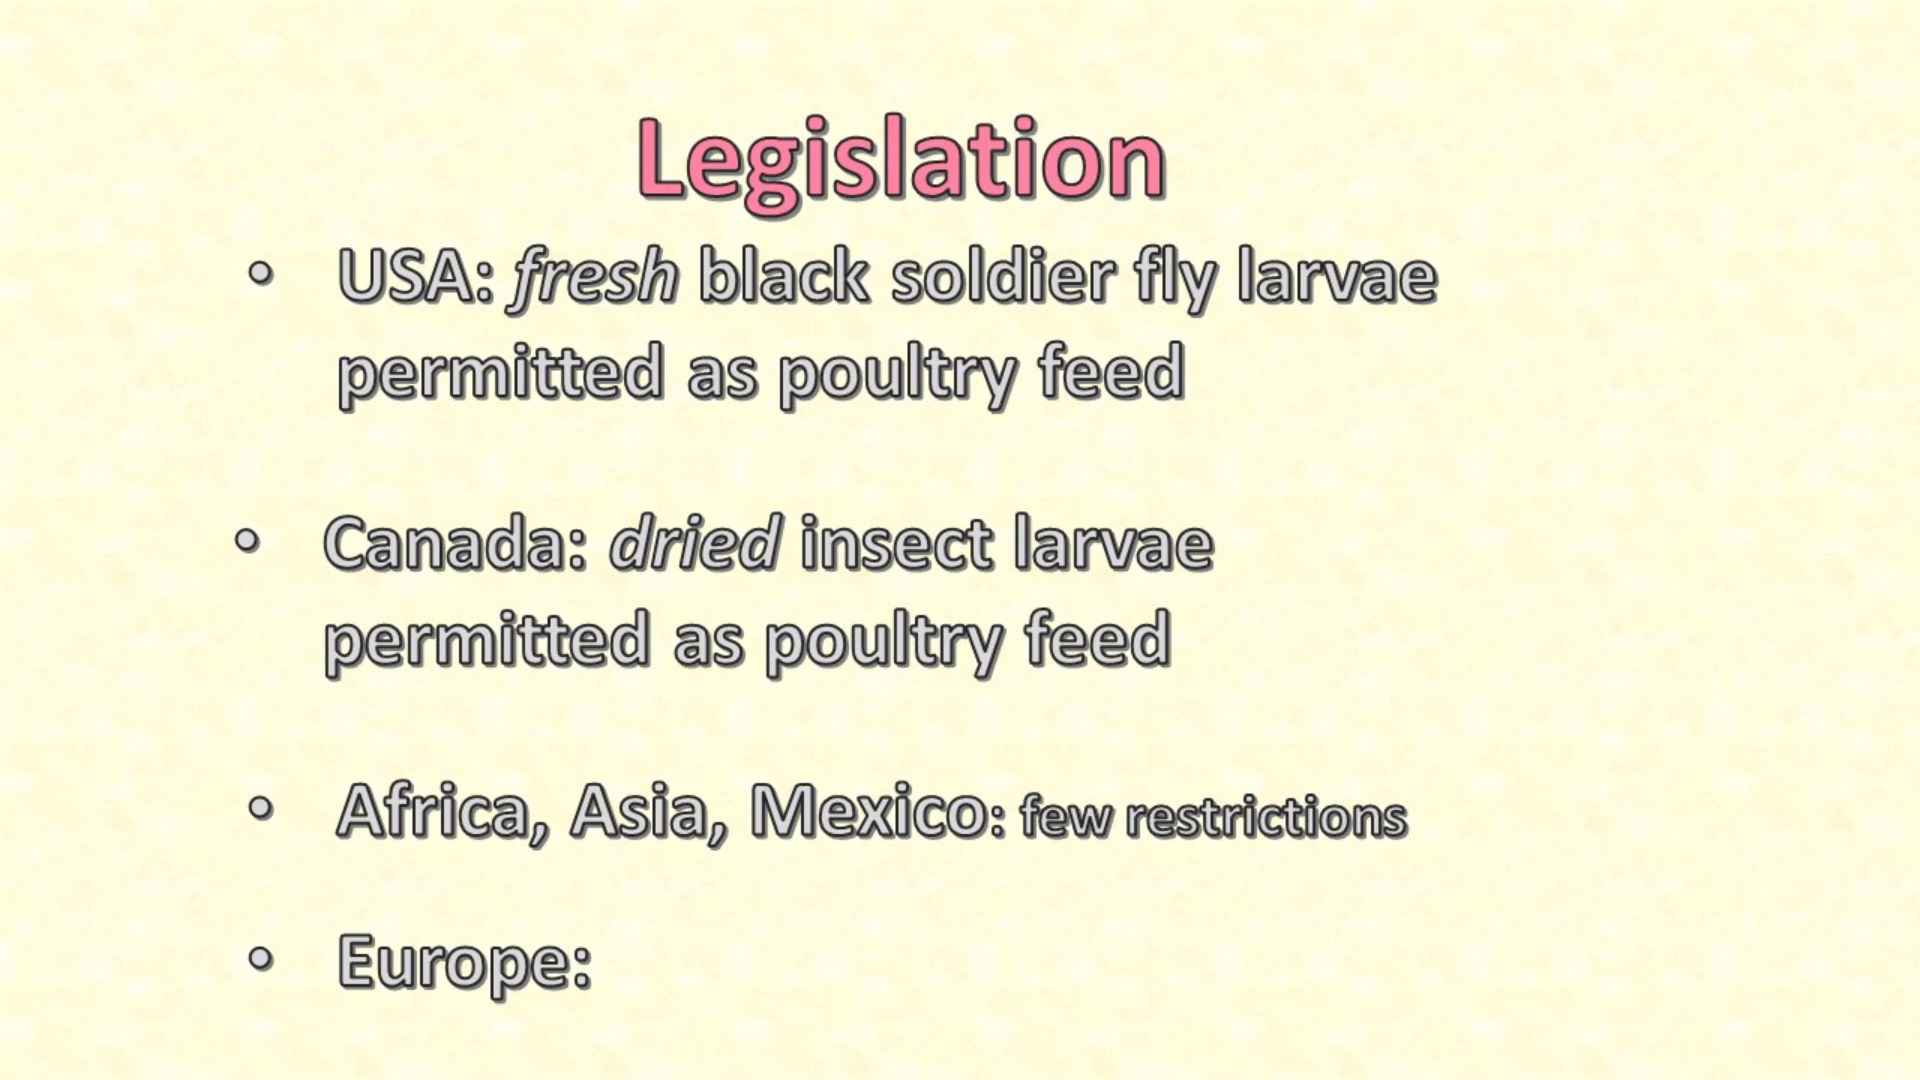 Legislation
• USA: fresh black soldier fly larvae
permitted as poultry feed
• Canada: dried insect larvae
permitted as poultry feed
• Africa, Asia, Mexico: few restrictions
• Europe: